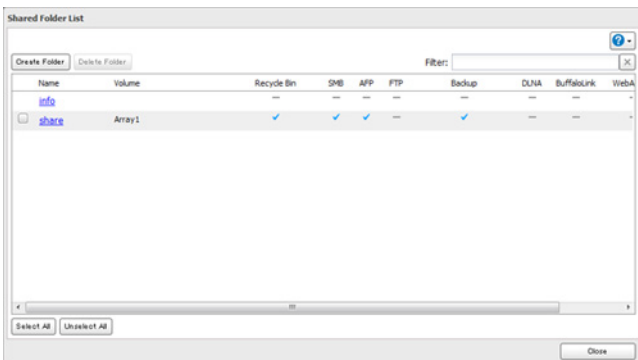 Shared Folder List
?
Create Folder Delete Folder Filter:
Name Volume Recycle Bin SMB AFP FTP Backup DLNA BuffaloLink WebA
info — — — — — — — -
share Array1 ✓ ✓ ✓ — ✓ — — -
Select All Unselect All
Close